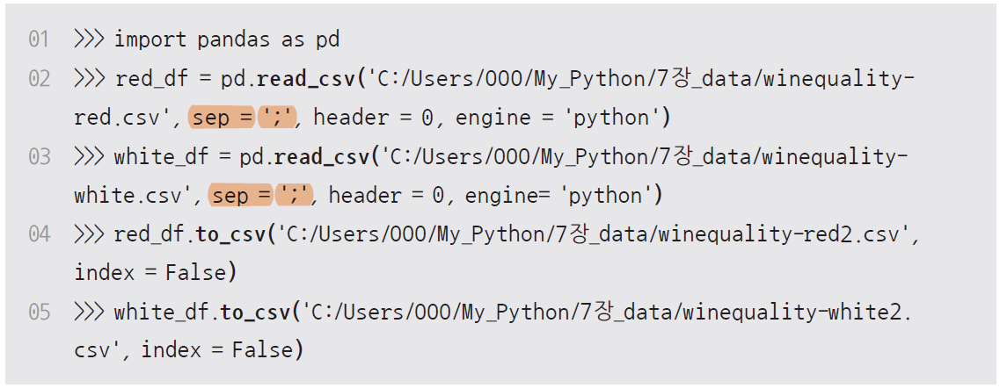 01 >>> import pandas as pd
02 >>> red_df = pd.read_csv('C:/Users/OOO/My_Python/7장_data/winequality-
red.csv', sep = ';', header = 0, engine = 'python')
03 >>> white_df = pd.read_csv('C:/Users/OOO/My_Python/7장_data/winequality-
white.csv', sep = ';', header = 0, engine= 'python')
04 >>> red_df.to_csv('C:/Users/OOO/My_Python/7장_data/winequality-red2.csv',
index = False)
05 >>> white_df.to_csv('C:/Users/OOO/My_Python/7장_data/winequality-white2.
csv', index = False)